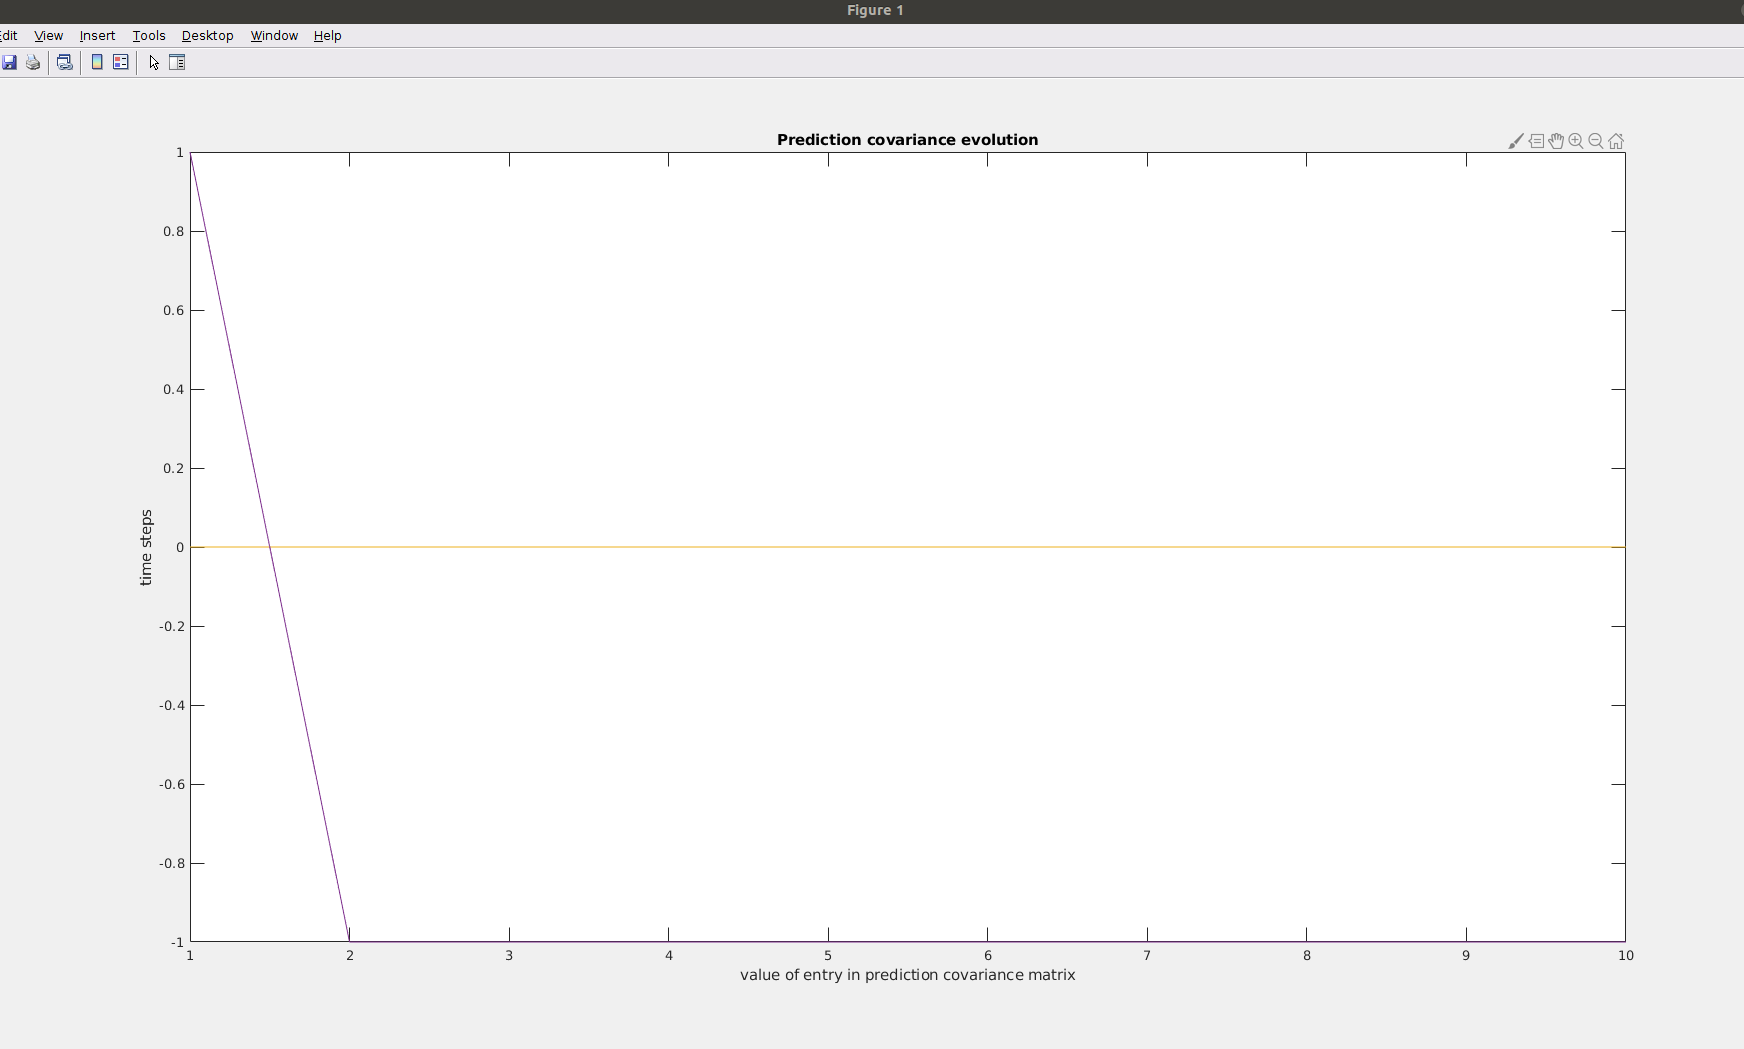 Figure 1
Edit View Insert Tools Desktop Window Help
Prediction covariance evolution
1
0.8
0.6
0.4
0.2
0
-0.2
-0.4
-0.6
-0.8
-1
time steps
1 2 3 4 5 6 7 8 9 10
value of entry in prediction covariance matrix